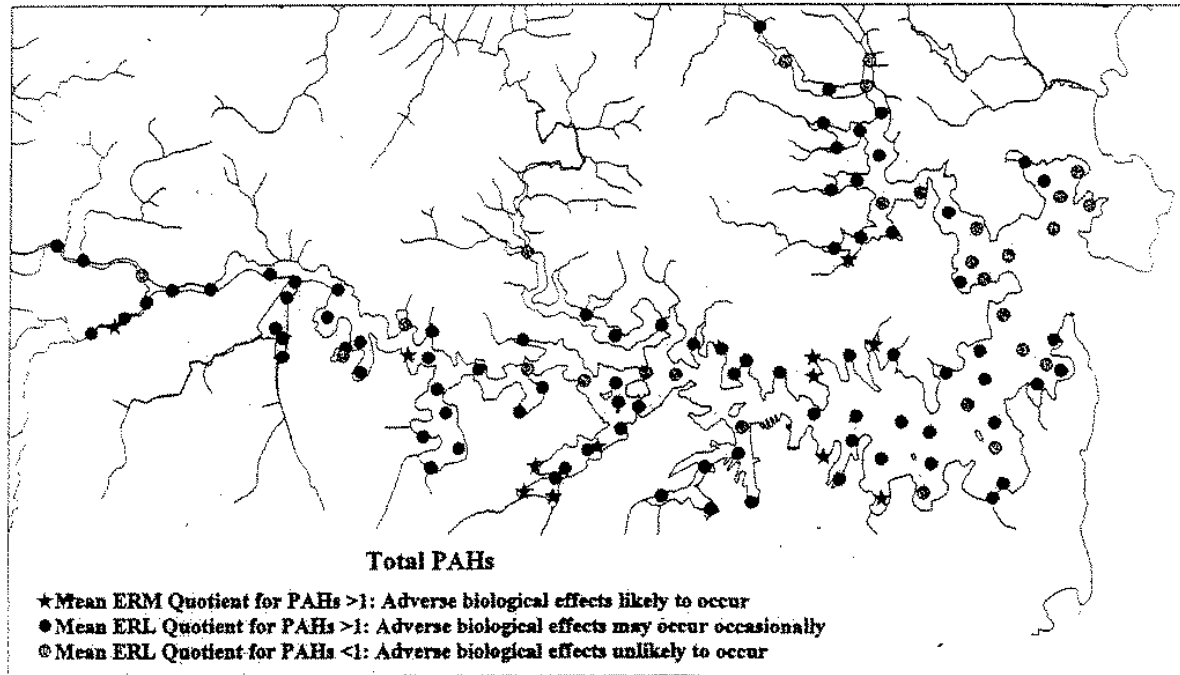 Total PAHs
★Mean ERM Quotient for PAHs >1: Adverse biological effects likely to occur
●Mean ERL Quotient for PAHs >1: Adverse biological effects may occur occasionally
Mean ERL Quotient for PAHs <1: Adverse biological effects unlikely to occur